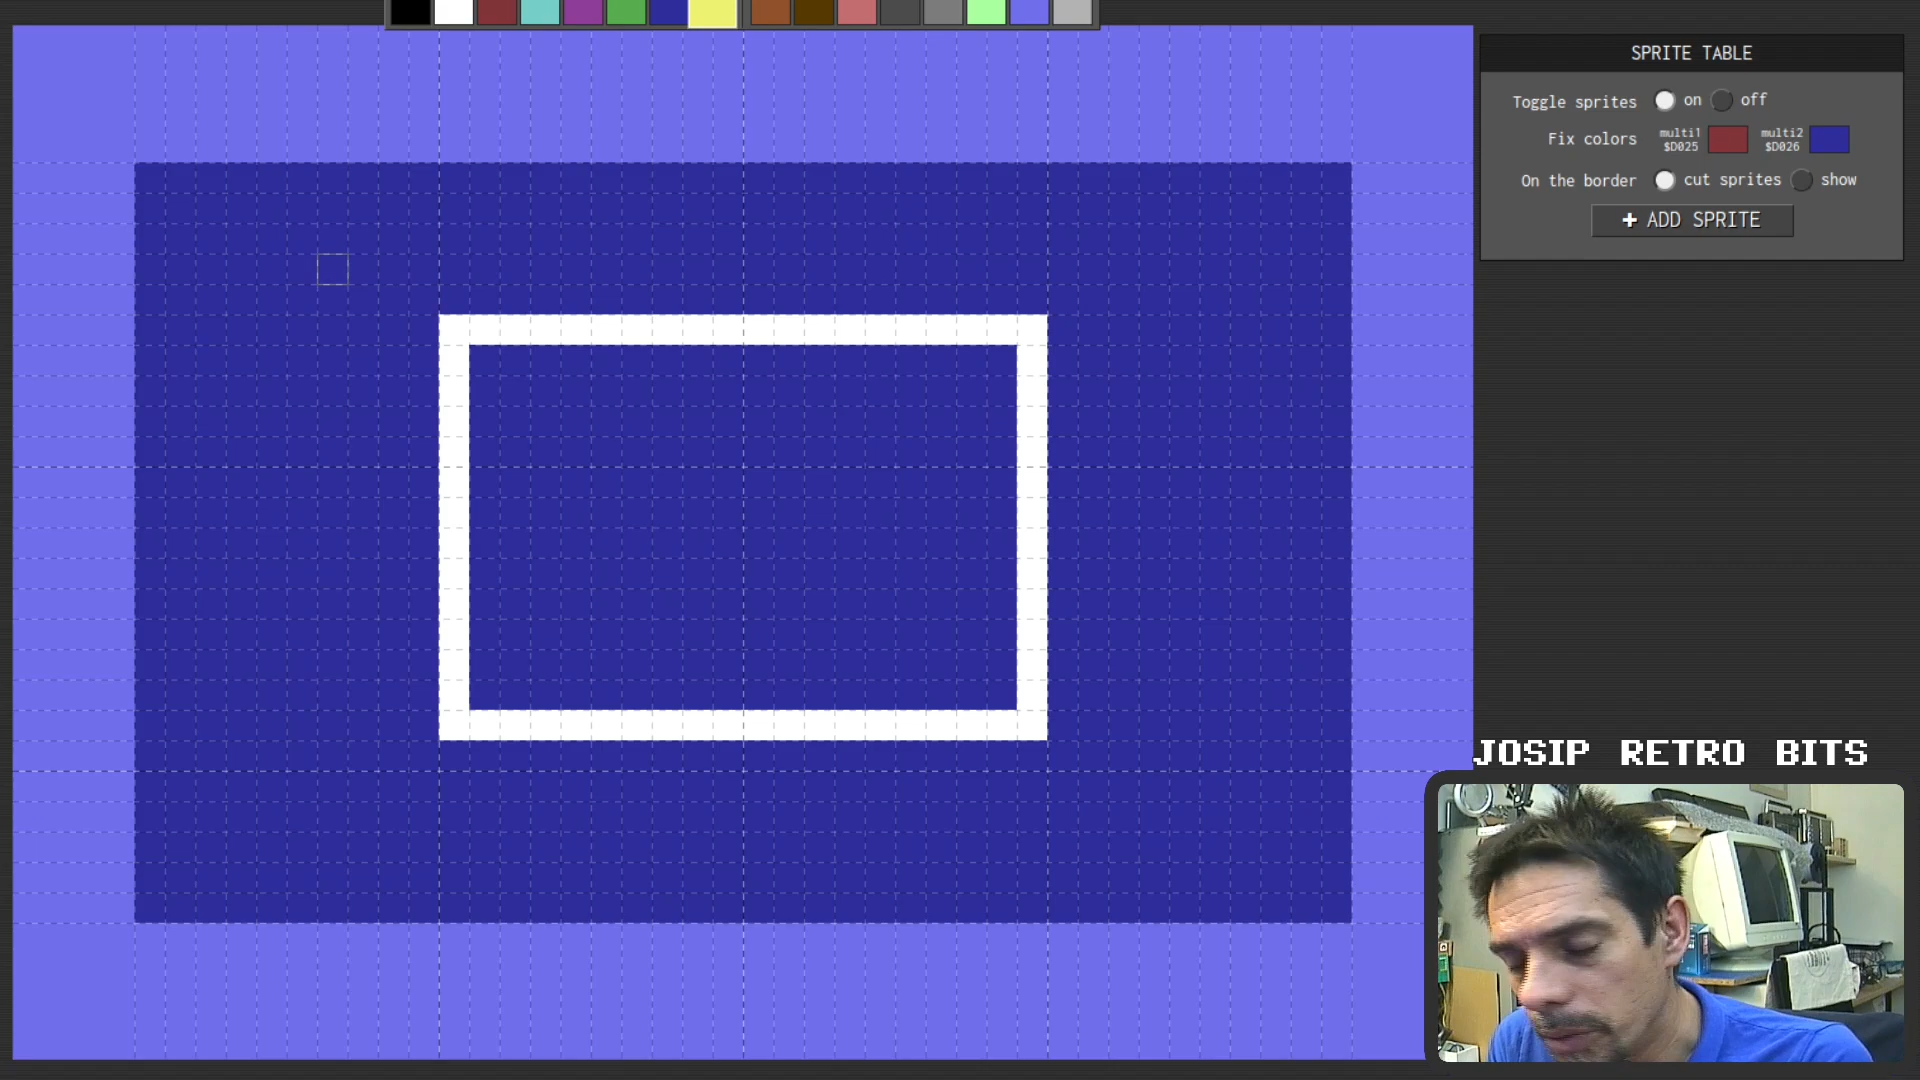 SPRITE TABLE
Toggle sprites on off
Fix colors multi1 $D025 multi2 $D026
On the border cut sprites show
+ ADD SPRITE
JOSIP RETRO BITS